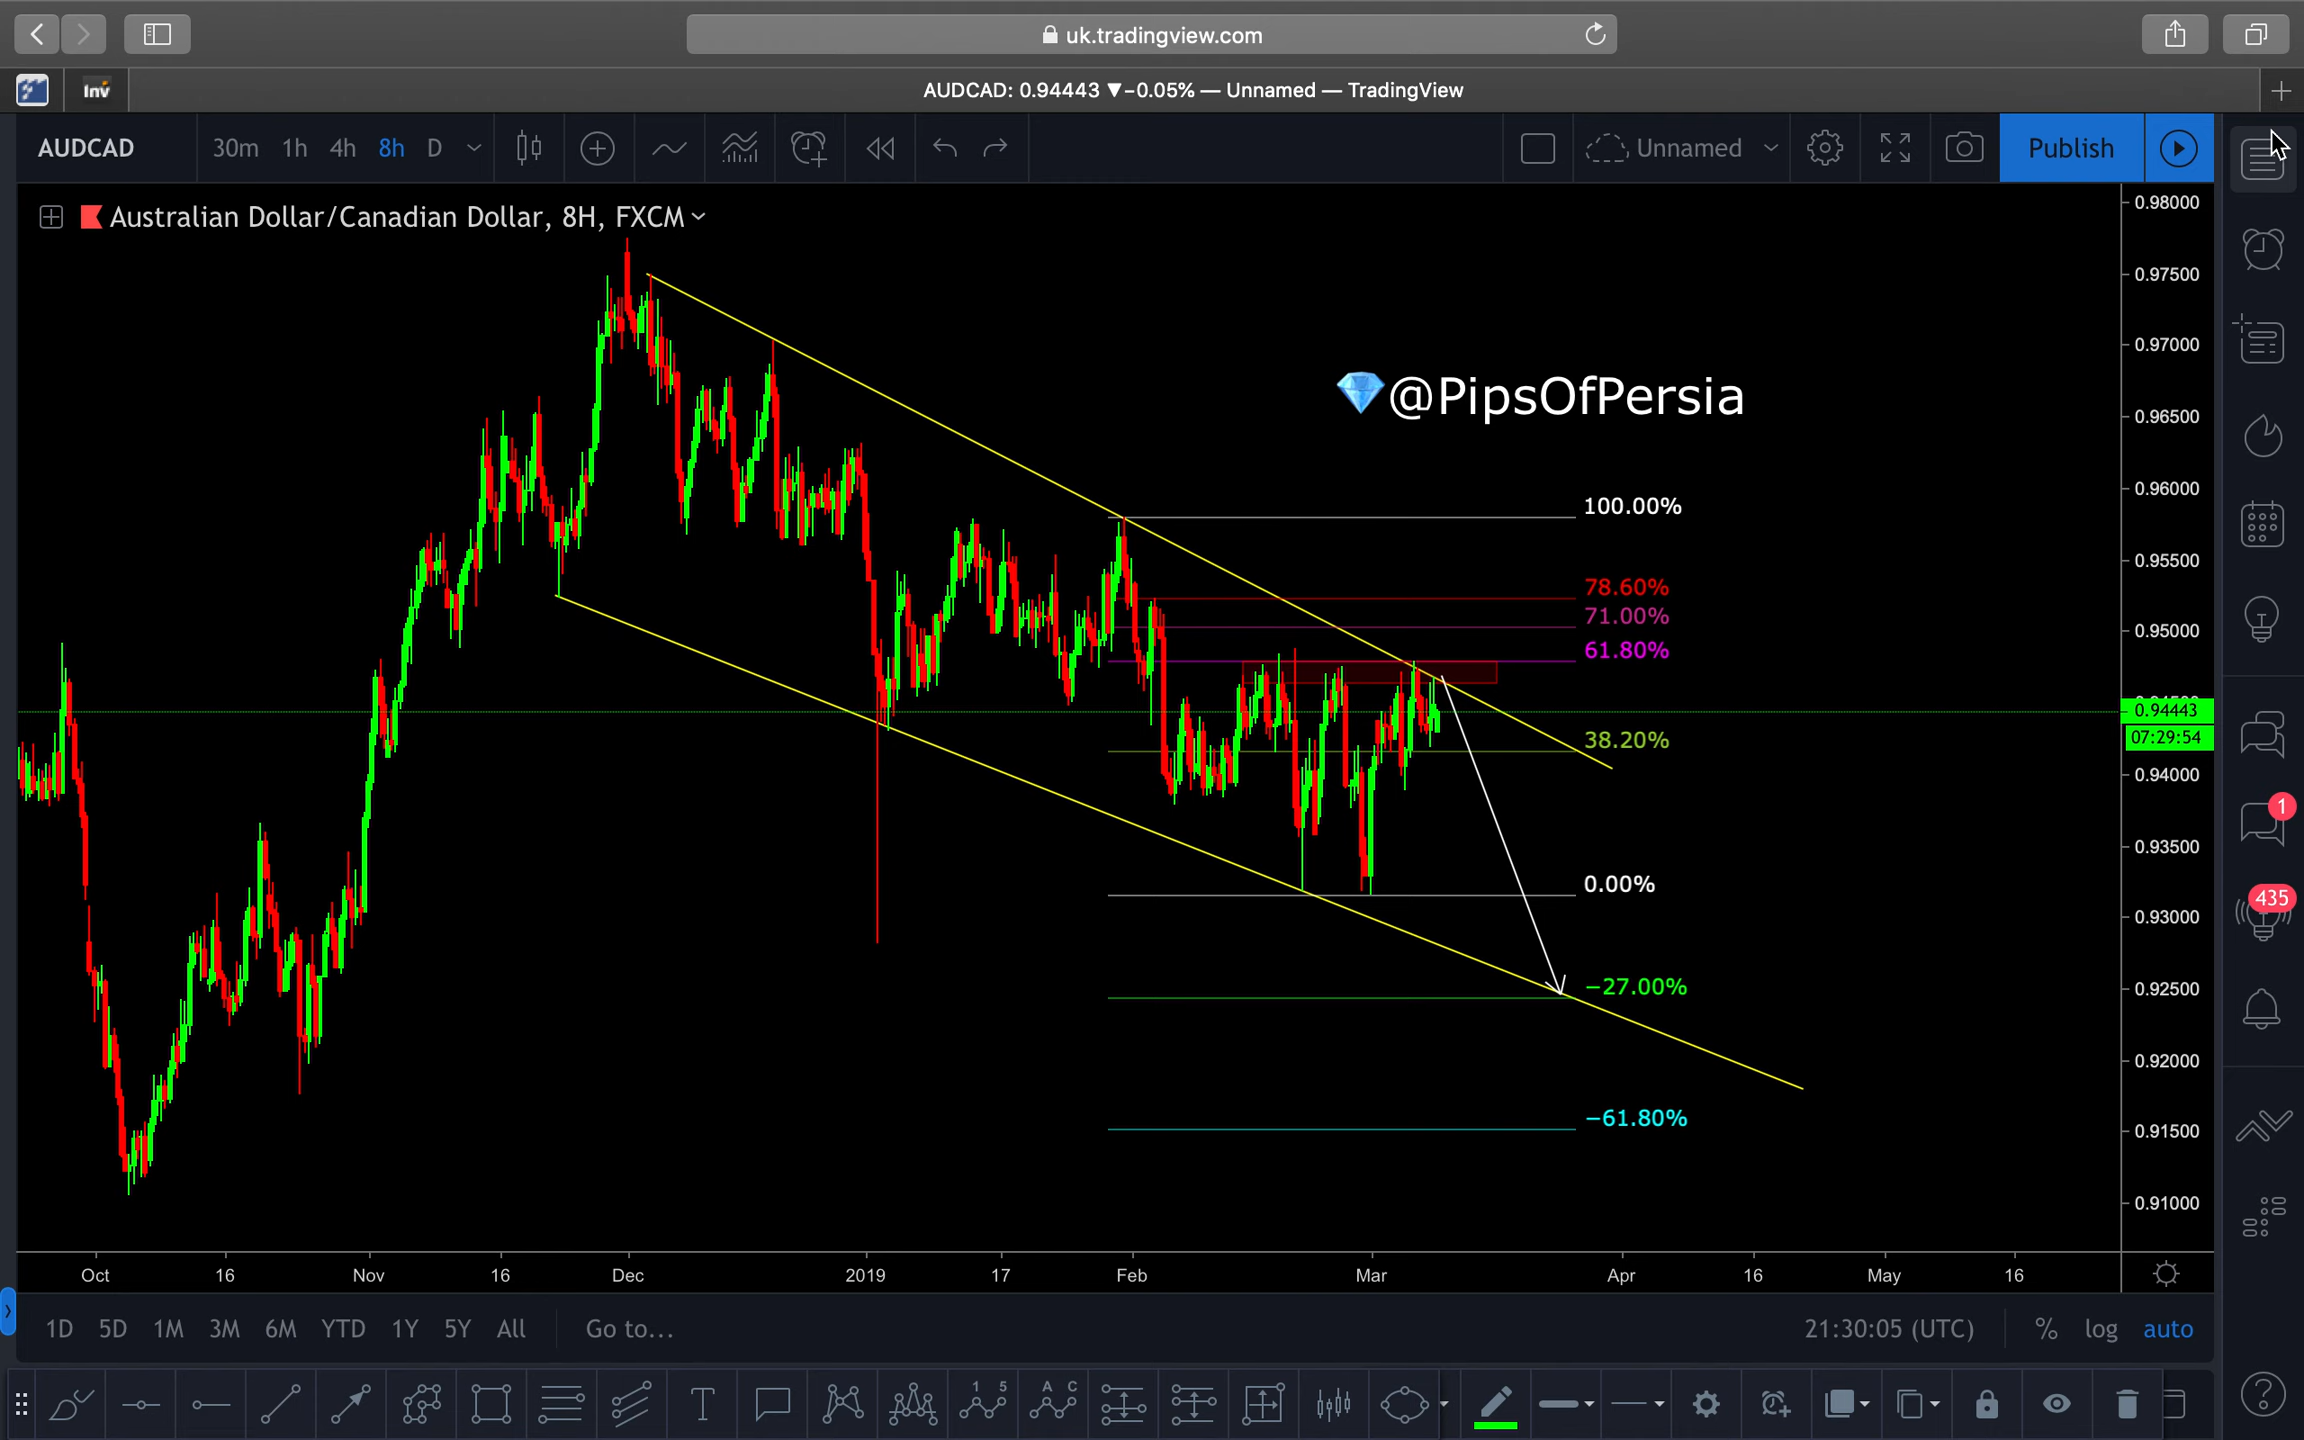 uk.tradingview.com
Inv
AUDCAD: 0.94443 ▼−0.05% — Unnamed — TradingView
AUDCAD 30m 1h 4h 8h D Unnamed Publish
Australian Dollar/Canadian Dollar, 8H, FXCM
💎@PipsOfPersia
100.00%
78.60%
71.00%
61.80%
38.20%
0.00%
−27.00%
−61.80%
0.98000
0.97500
0.97000
0.96500
0.96000
0.95500
0.95000
0.94443
07:29:54
0.94000
0.93500
0.93000
0.92500
0.92000
0.91500
0.91000
1
435
Oct 16 Nov 16 Dec 2019 17 Feb Mar Apr 16 May 16
1D 5D 1M 3M 6M YTD 1Y 5Y All Go to... 21:30:05 (UTC) % log auto
T 1 5 A C